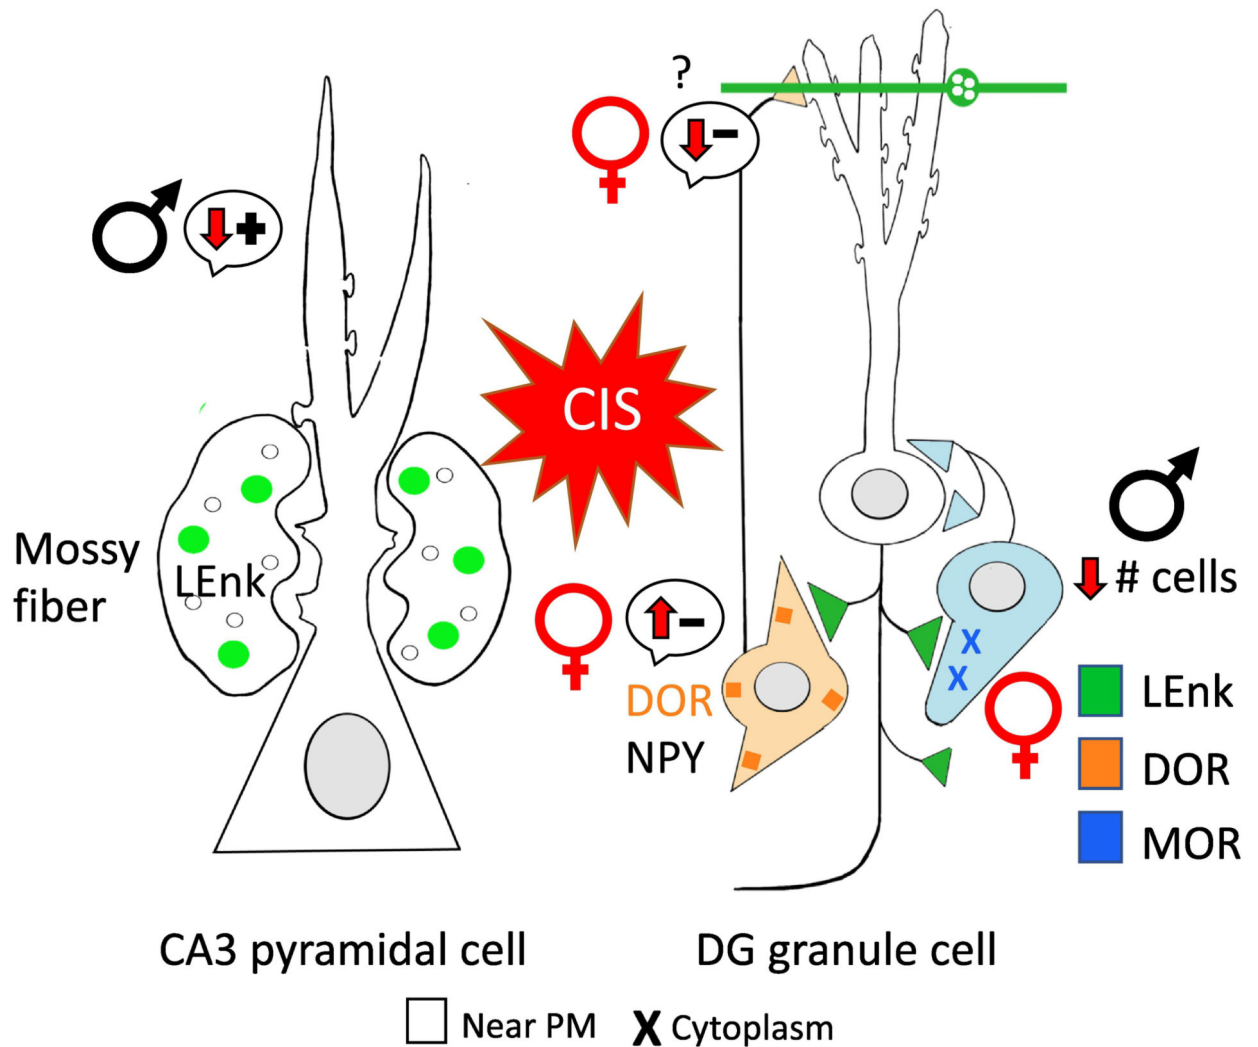 ?
CIS
Mossy
fiber
LEnk
# cells
DOR
NPY
X
X
LEnk
DOR
MOR
CA3 pyramidal cell
DG granule cell
Near PM
X Cytoplasm